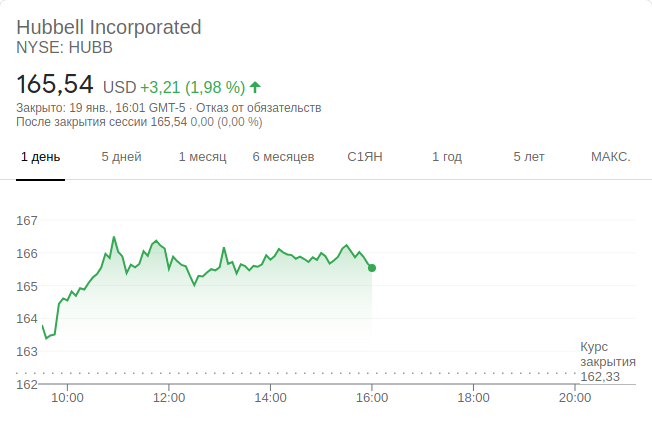 Hubbell Incorporated
NYSE: HUBB
165,54 USD +3,21 (1,98 %)
Закрыто: 19 янв., 16:01 GMT-5 · Отказ от обязательств
После закрытия сессии 165,54 0,00 (0,00 %)
1 день 5 дней 1 месяц 6 месяцев С1ЯН 1 год 5 лет МАКС.
167
166
165
164
163
Курс
закрытия
162,33
162
10:00 12:00 14:00 16:00 18:00 20:00